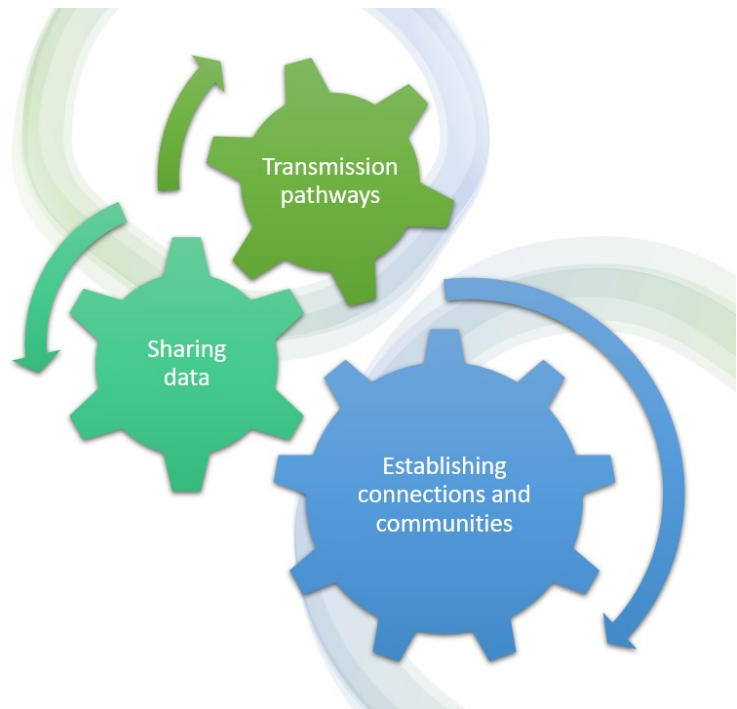 Transmission
pathways
Sharing
data
Establishing
connections and
communities